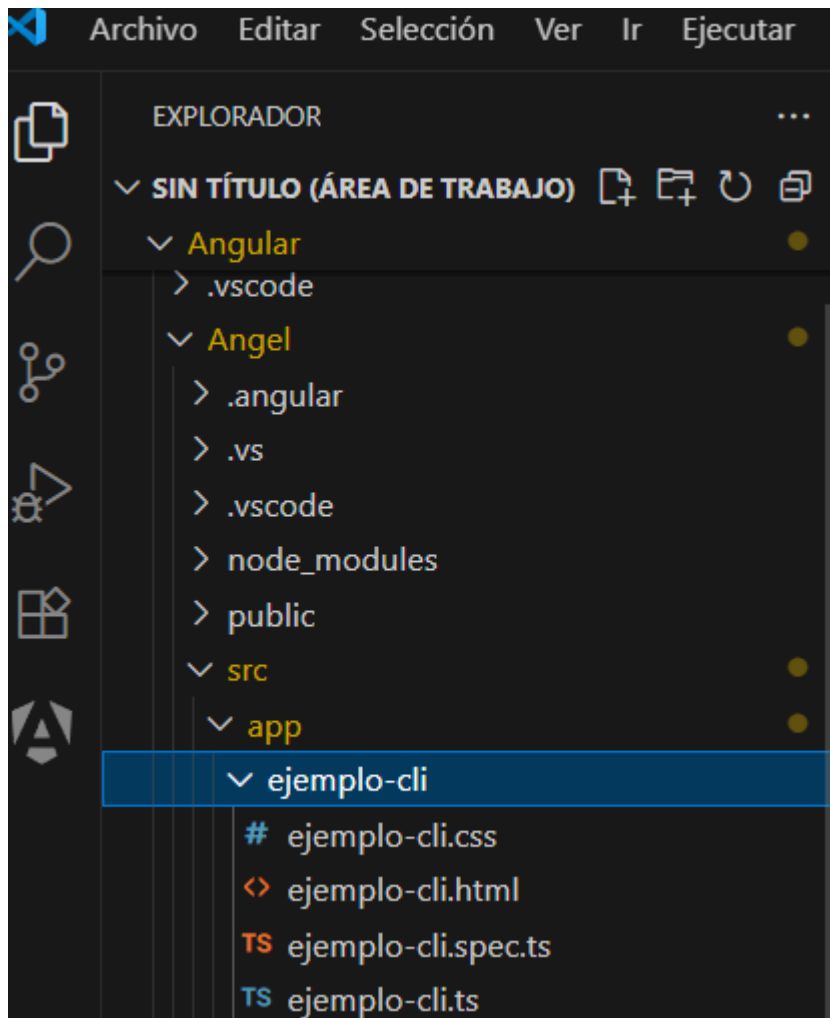 Archivo Editar Selección Ver Ir Ejecutar
EXPLORADOR
SIN TÍTULO (ÁREA DE TRABAJO)
Angular
.vscode
Angel
.angular
.vs
.vscode
node_modules
public
src
app
ejemplo-cli
# ejemplo-cli.css
<> ejemplo-cli.html
TS ejemplo-cli.spec.ts
TS ejemplo-cli.ts